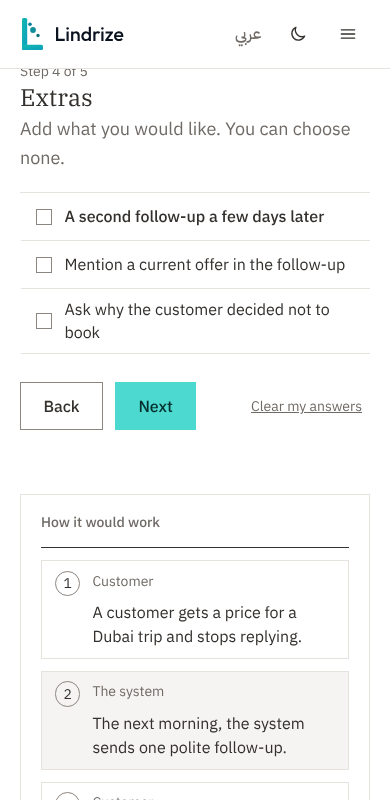 Lindrize
عربي
Step 4 of 5
Extras
Add what you would like. You can choose
none.
A second follow-up a few days later
Mention a current offer in the follow-up
Ask why the customer decided not to
book
Back
Next
Clear my answers
How it would work
1
Customer
A customer gets a price for a
Dubai trip and stops replying.
2
The system
The next morning, the system
sends one polite follow-up.
Customer